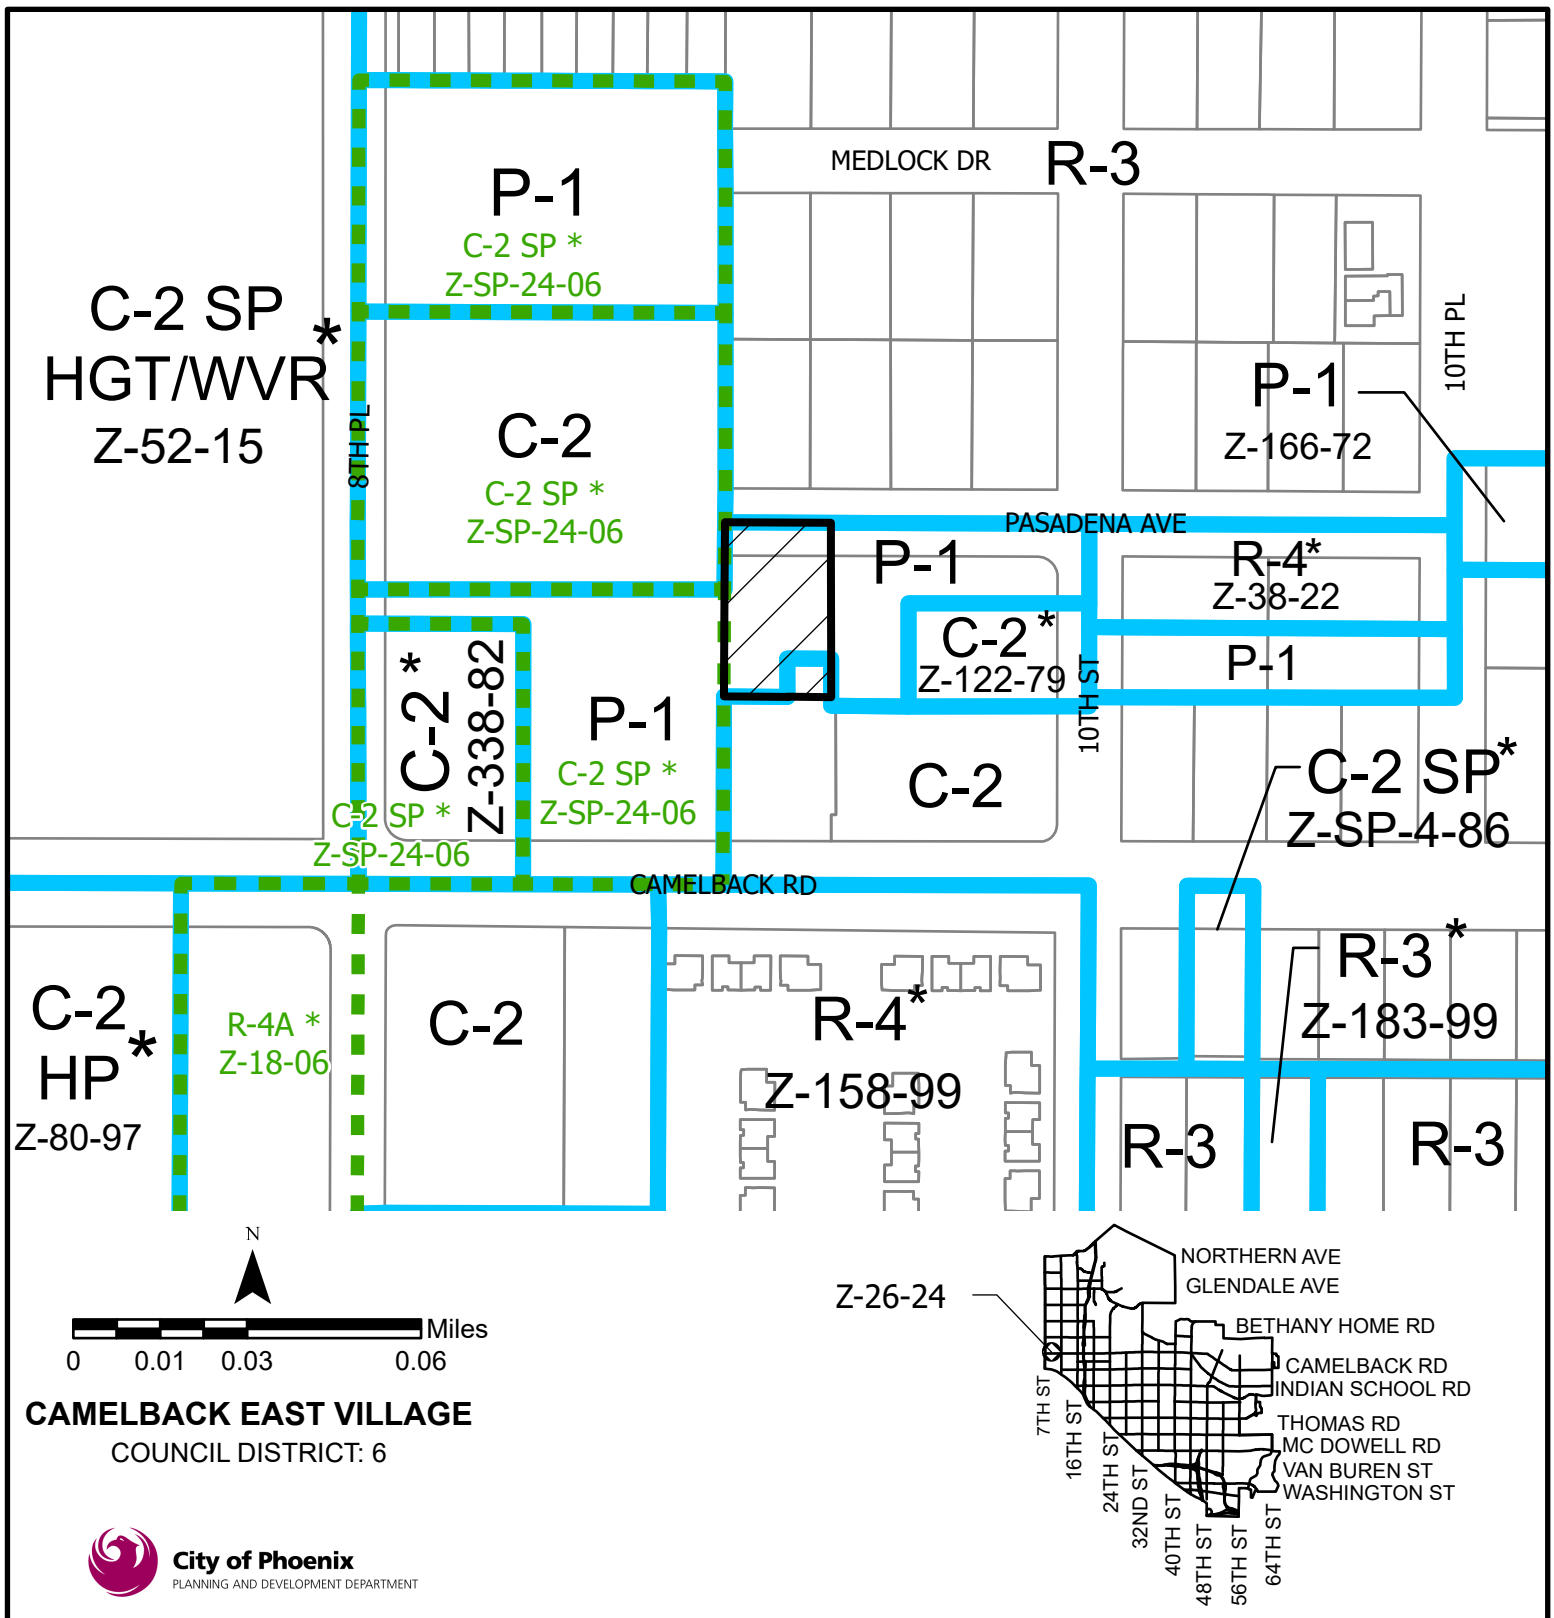 MEDLOCK DR
R-3
P-1
C-2 SP *
Z-SP-24-06
C-2 SP
HGT/WVR*
Z-52-15
8TH PL
C-2
C-2 SP *
Z-SP-24-06
10TH PL
P-1
Z-166-72
PASADENA AVE
P-1
R-4*
Z-38-22
C-2*
Z-122-79
P-1
10TH ST
C-2 *
Z-338-82
P-1
C-2 SP *
Z-SP-24-06
C-2 SP *
Z-SP-24-06
C-2
C-2 SP*
Z-SP-4-86
CAMELBACK RD
C-2
HP*
Z-80-97
R-4A *
Z-18-06
C-2
R-4*
Z-158-99
R-3 *
Z-183-99
R-3
R-3
N
Miles
0 0.01 0.03 0.06
CAMELBACK EAST VILLAGE
COUNCIL DISTRICT: 6
City of Phoenix
PLANNING AND DEVELOPMENT DEPARTMENT
Z-26-24
NORTHERN AVE
GLENDALE AVE
BETHANY HOME RD
CAMELBACK RD
INDIAN SCHOOL RD
THOMAS RD
MC DOWELL RD
VAN BUREN ST
WASHINGTON ST
7TH ST
16TH ST
24TH ST
32ND ST
40TH ST
48TH ST
56TH ST
64TH ST